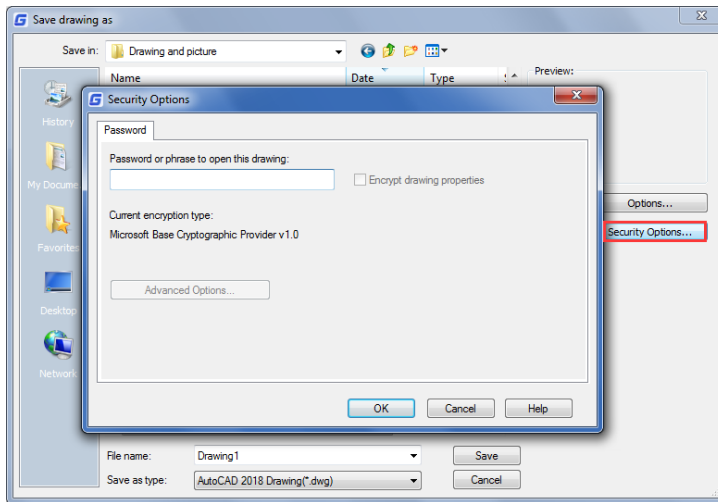 Save drawing as
Save in: Drawing and picture
Name Date Type Preview:
G Security Options
History
Password
Password or phrase to open this drawing:
Encrypt drawing properties
My Docume
Options...
Current encryption type:
Security Options...
Microsoft Base Cryptographic Provider v1.0
Favorites
Advanced Options...
Desktop
Network
OK Cancel Help
File name: Drawing1 Save
Save as type: AutoCAD 2018 Drawing(*.dwg) Cancel